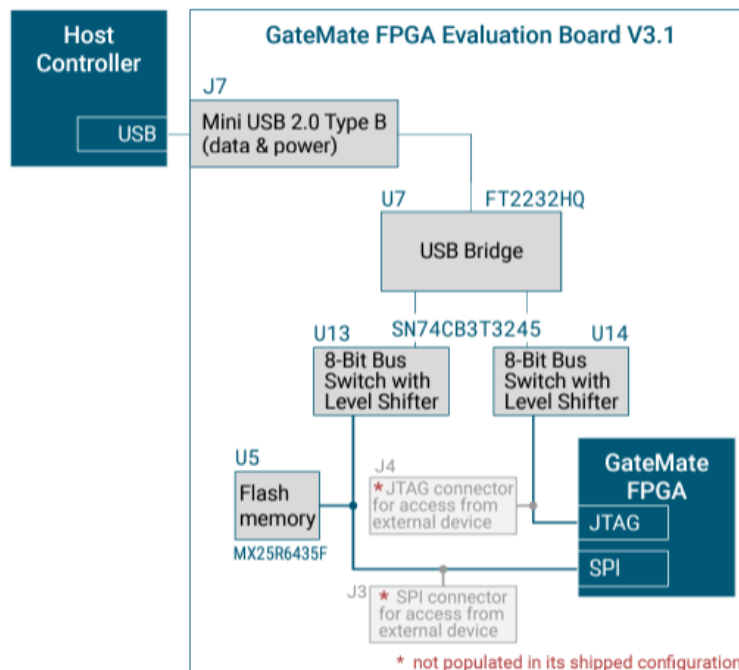 Host
Controller
USB
GateMate FPGA Evaluation Board V3.1
J7
Mini USB 2.0 Type B
(data & power)
U7
FT2232HQ
USB Bridge
U13
SN74CB3T3245
U14
8-Bit Bus
Switch with
Level Shifter
8-Bit Bus
Switch with
Level Shifter
U5
Flash
memory
MX25R6435F
J4
* JTAG connector
for access from
external device
GateMate
FPGA
JTAG
SPI
J3
* SPI connector
for access from
external device
* not populated in its shipped configuration